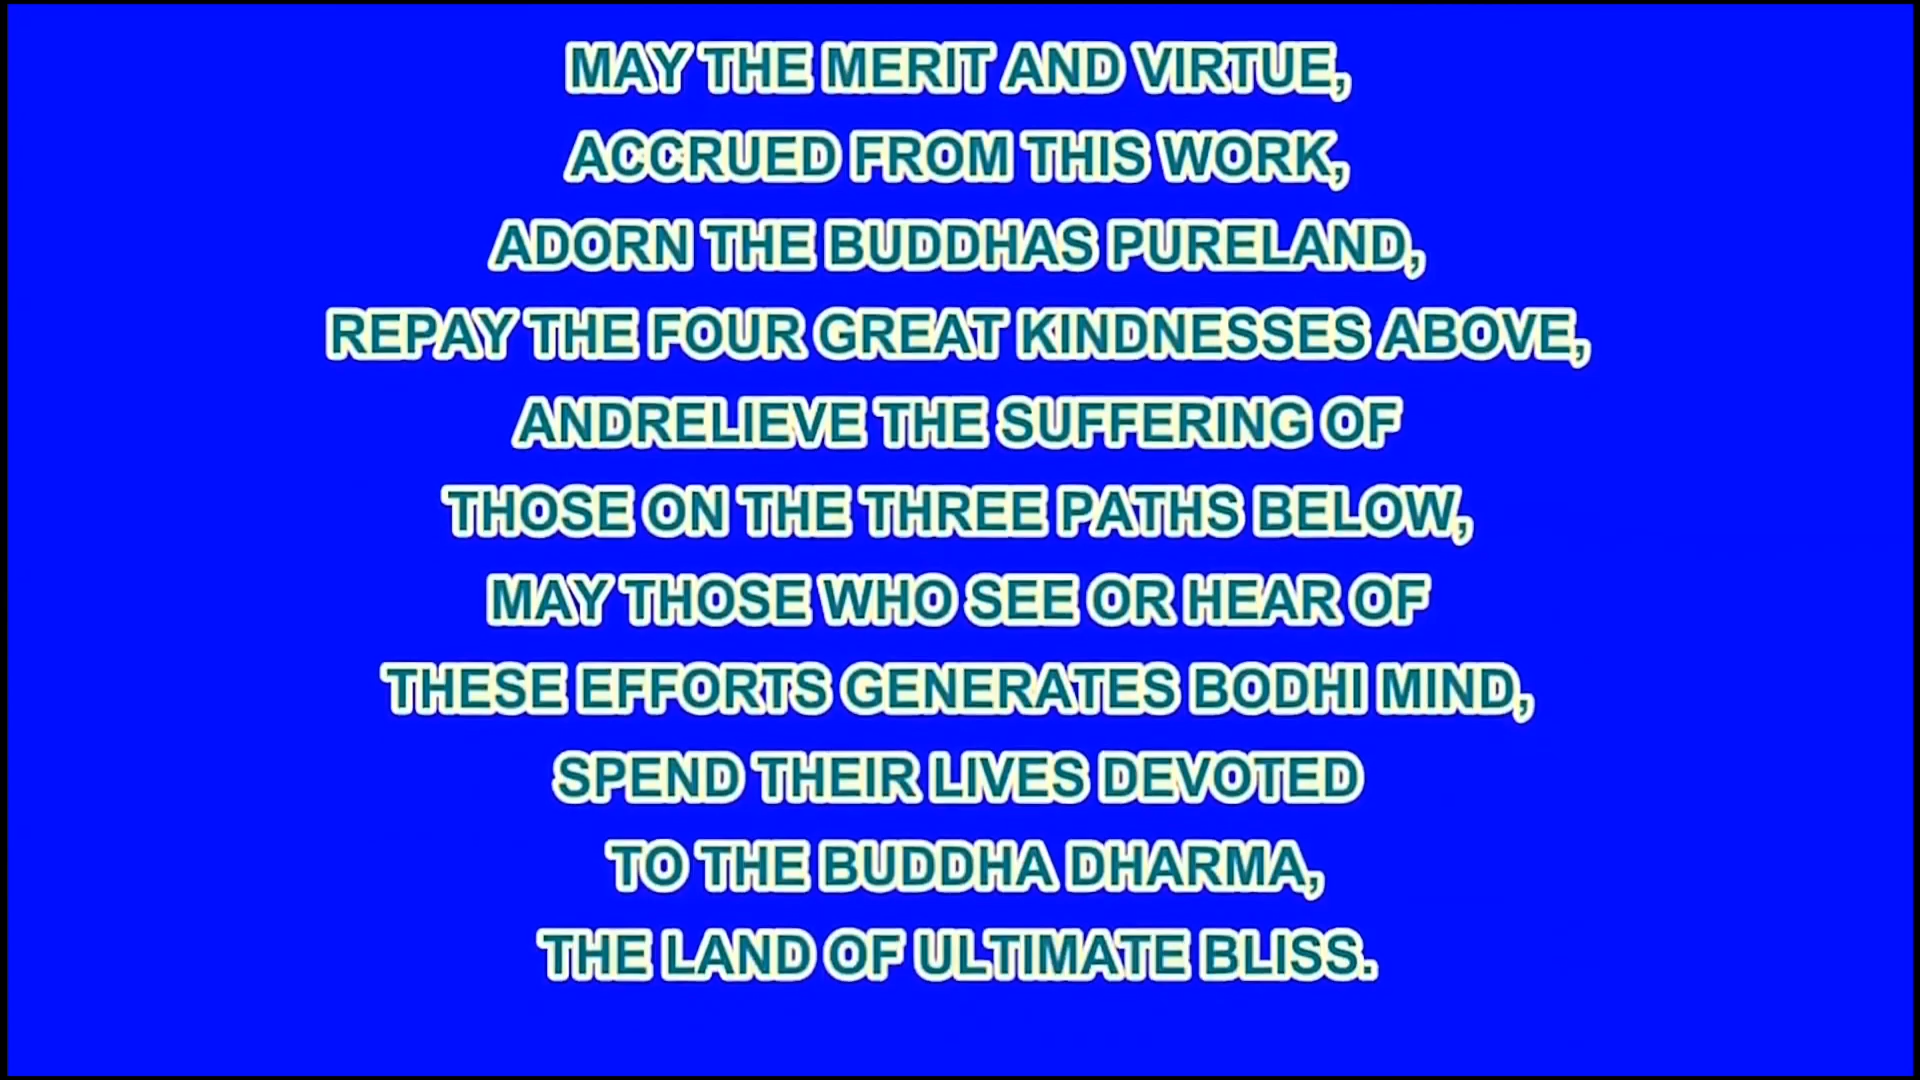 MAY THE MERIT AND VIRTUE,
ACCRUED FROM THIS WORK,
ADORN THE BUDDHAS PURELAND,
REPAY THE FOUR GREAT KINDNESSES ABOVE,
ANDRELIEVE THE SUFFERING OF
THOSE ON THE THREE PATHS BELOW,
MAY THOSE WHO SEE OR HEAR OF
THESE EFFORTS GENERATES BODHI MIND,
SPEND THEIR LIVES DEVOTED
TO THE BUDDHA DHARMA,
THE LAND OF ULTIMATE BLISS.